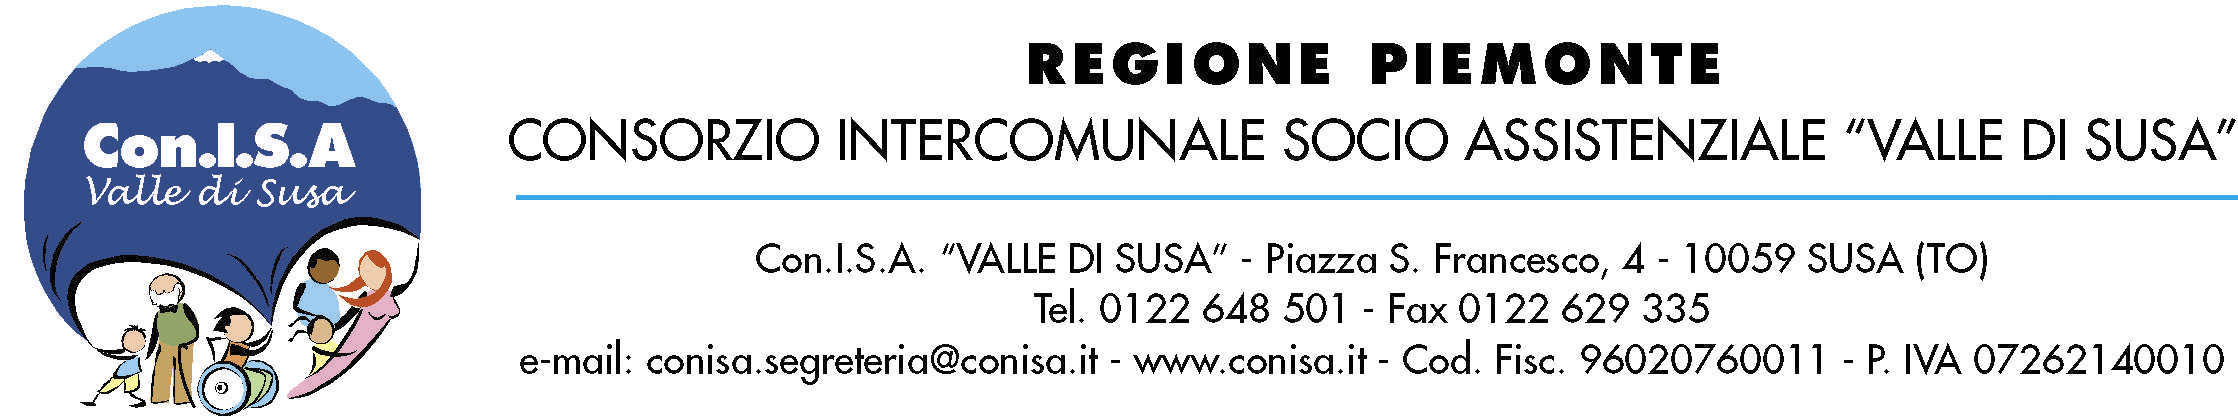 Con.I.S.A
Valle di Susa
REGIONE PIEMONTE
CONSORZIO INTERCOMUNALE SOCIO ASSISTENZIALE “VALLE DI SUSA”
Con.I.S.A. “VALLE DI SUSA” - Piazza S. Francesco, 4 - 10059 SUSA (TO)
Tel. 0122 648 501 - Fax 0122 629 335
e-mail: conisa.segreteria@conisa.it - www.conisa.it - Cod. Fisc. 96020760011 - P. IVA 07262140010